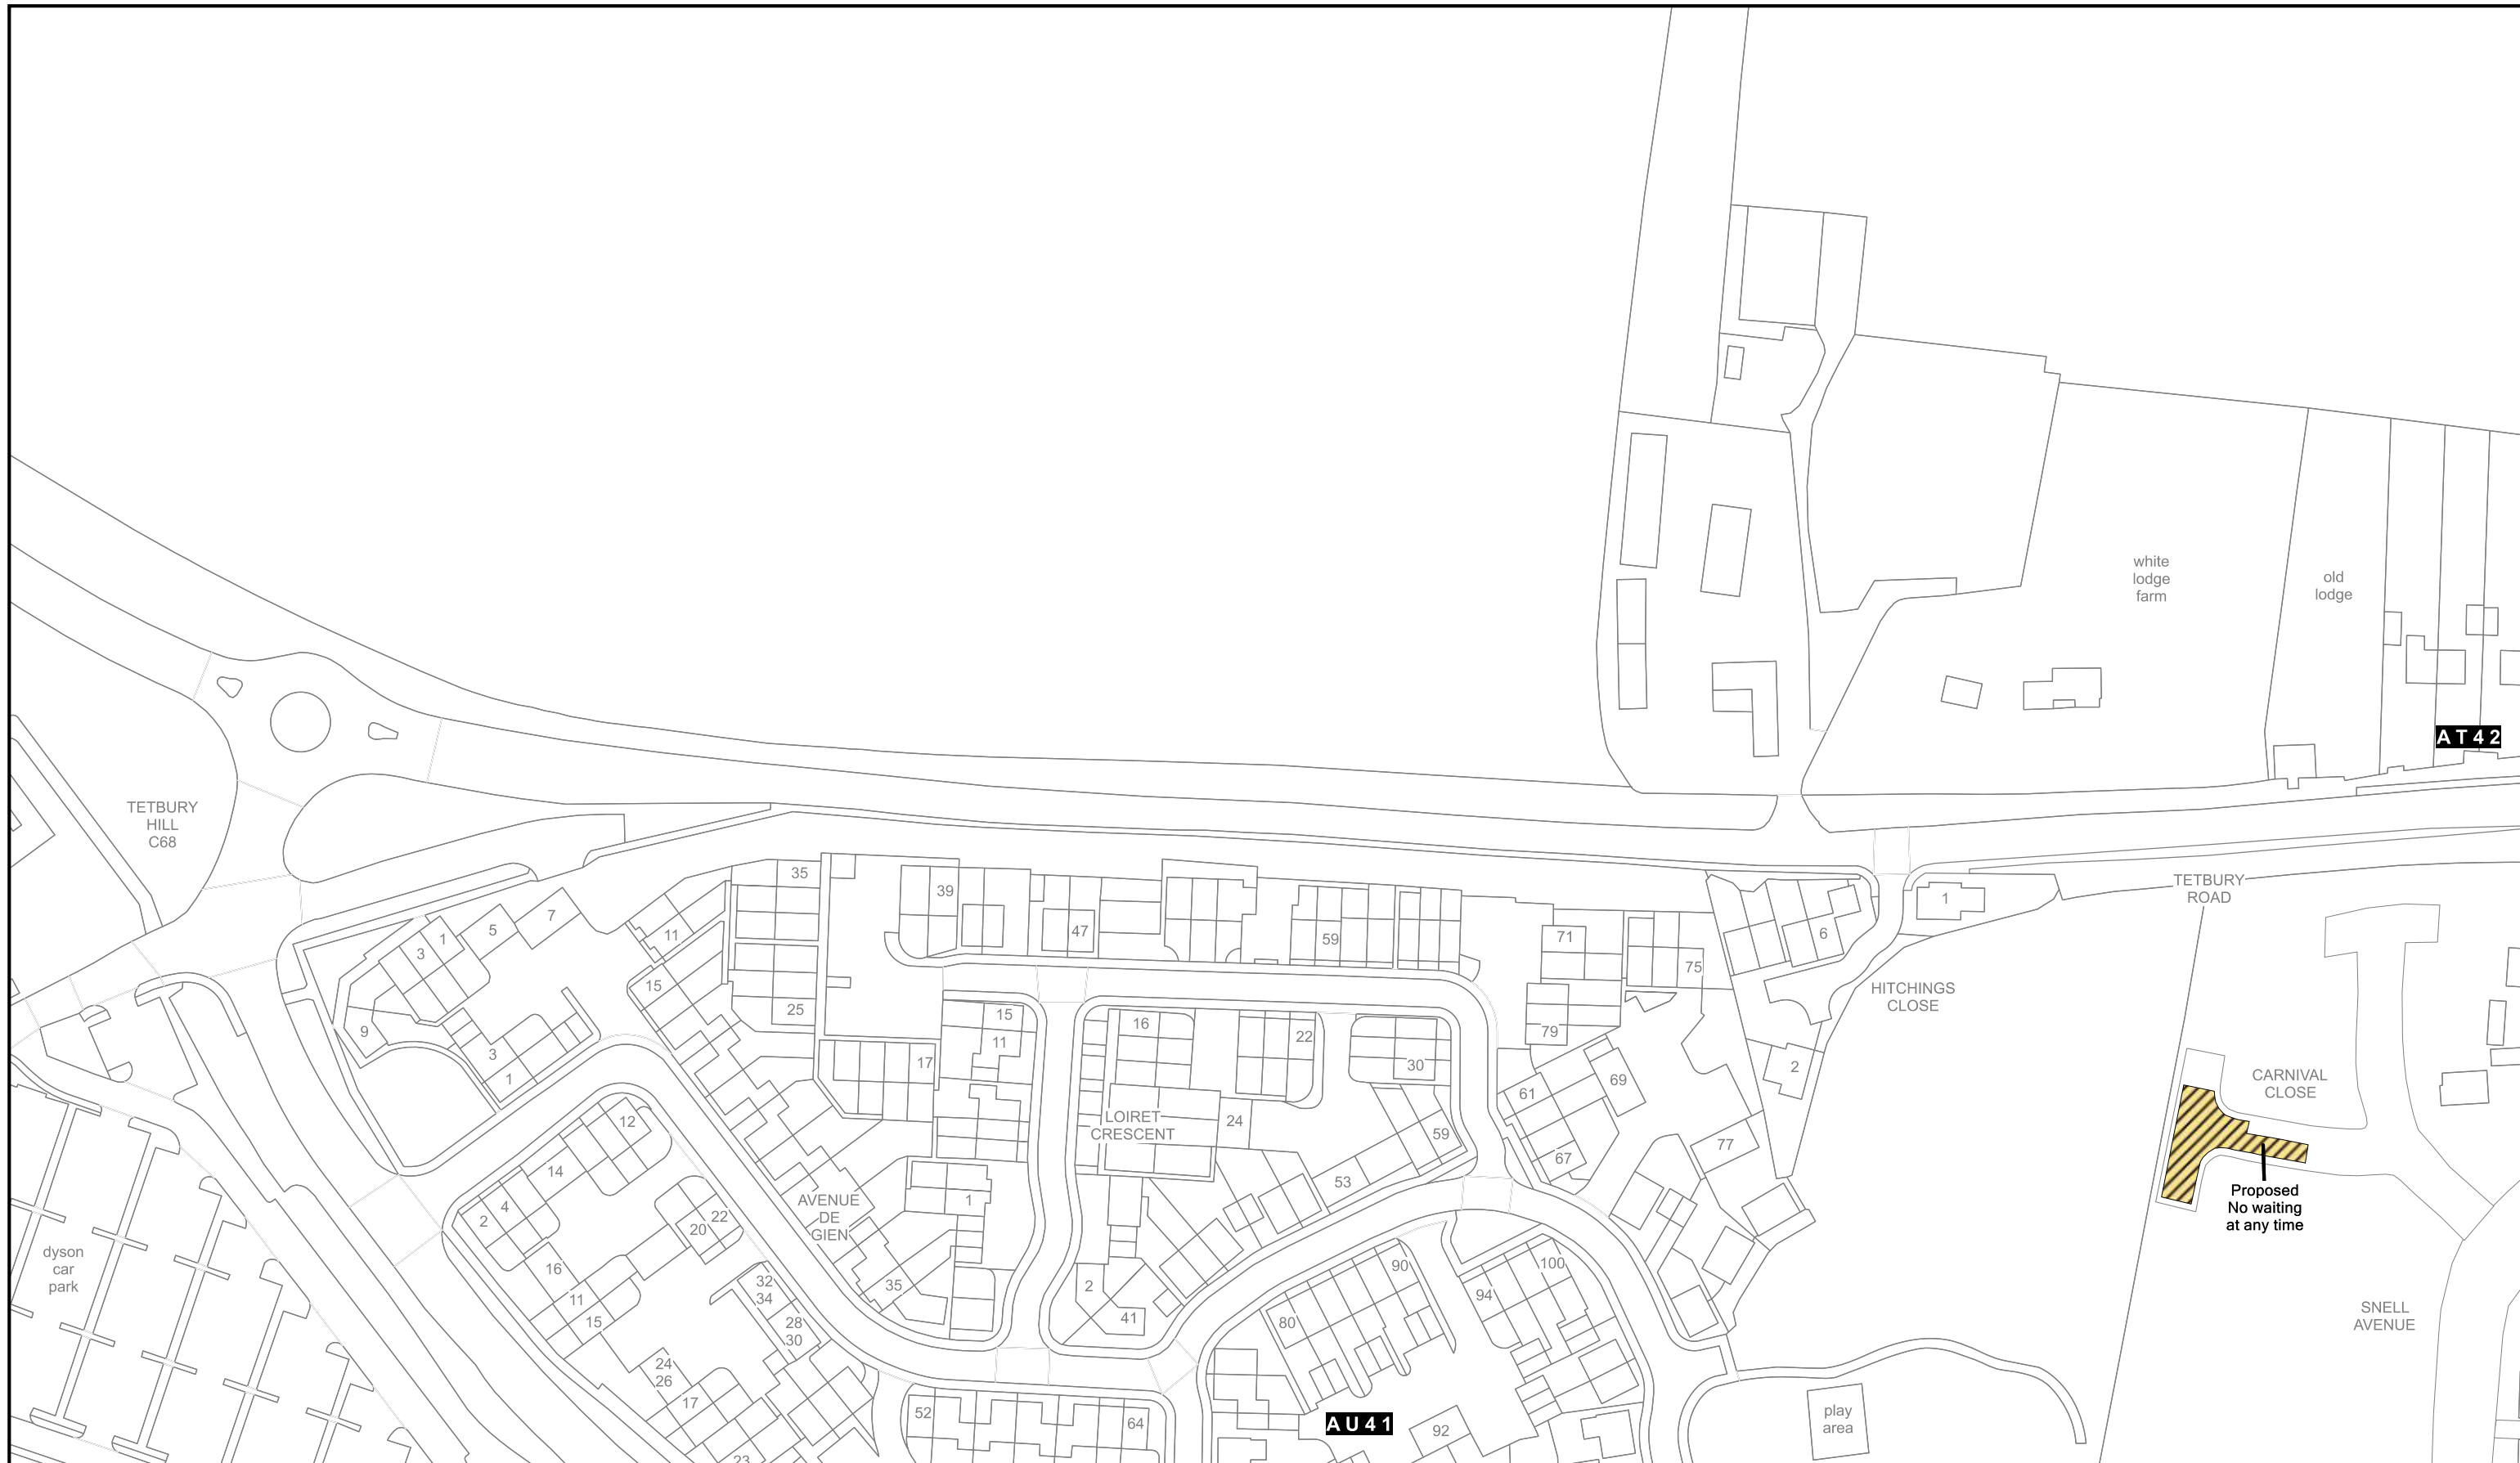 white
lodge
farm
old
lodge
AT42
TETBURY
HILL
C68
35
39
47
59
71
75
6
1
TETBURY
ROAD
7
5
1
3
9
3
1
11
15
25
15
11
17
16
22
30
24
59
53
LOIRET
CRESCENT
79
61
69
67
77
2
HITCHINGS
CLOSE
CARNIVAL
CLOSE
Proposed
No waiting
at any time
12
14
4
2
16
11
15
22
20
32
34
28
30
24
26
17
23
AVENUE
DE
GIEN
1
35
2
41
52
64
80
90
94
100
92
AU41
dyson
car
park
play
area
SNELL
AVENUE